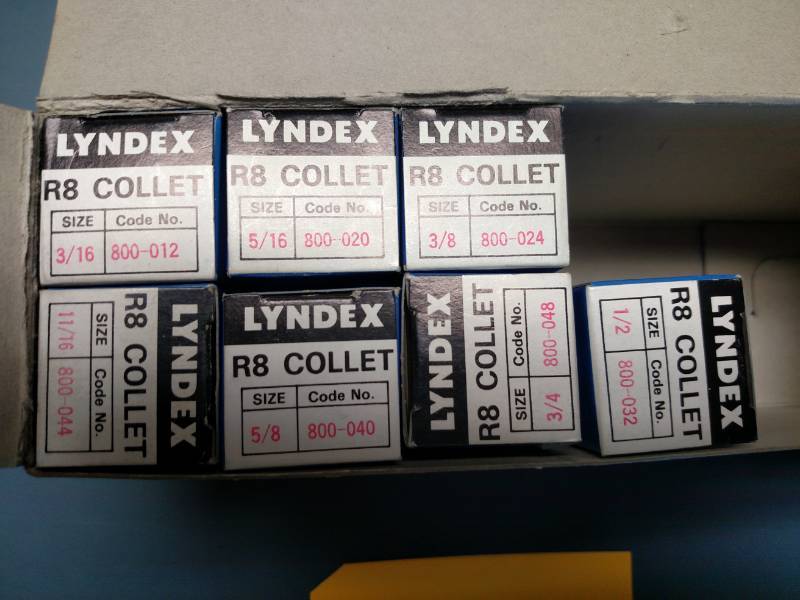 LYNDEX
R8 COLLET
SIZE Code No.
3/16 800-012
LYNDEX
R8 COLLET
SIZE Code No.
5/16 800-020
LYNDEX
R8 COLLET
SIZE Code No.
3/8 800-024
LYNDEX
R8 COLLET
SIZE Code No.
11/16 800-044
LYNDEX
R8 COLLET
SIZE Code No.
5/8 800-040
LYNDEX
R8 COLLET
SIZE Code No.
3/4 800-048
LYNDEX
R8 COLLET
SIZE Code No.
1/2 800-032